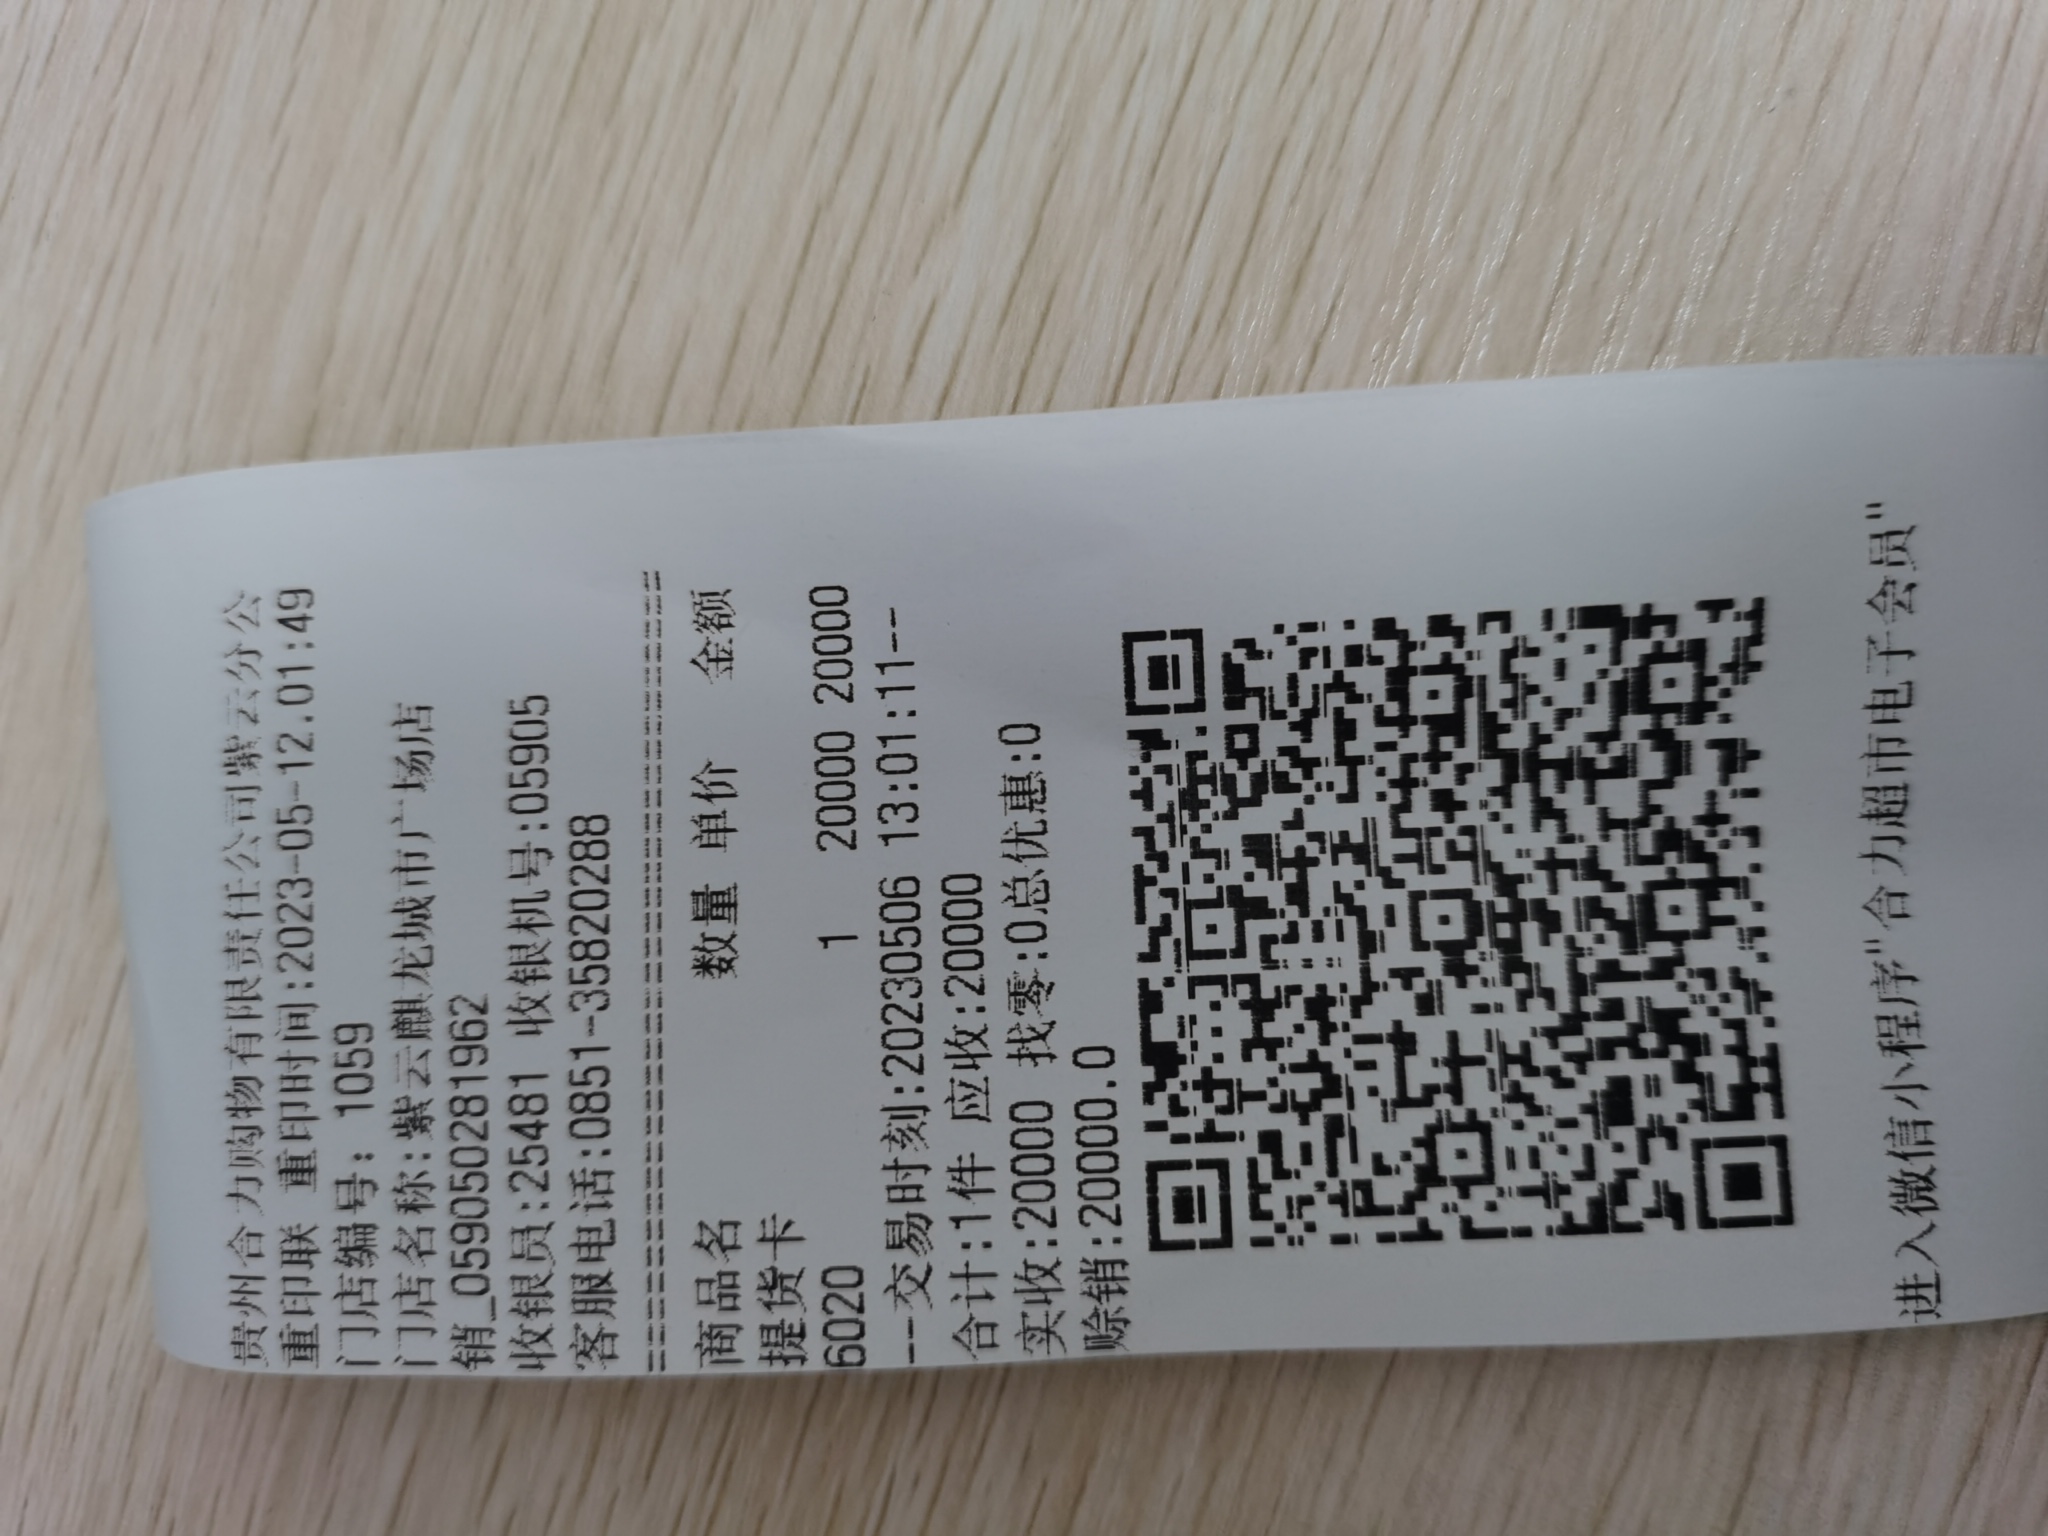 贵州合力购物有限责任公司紫云分公
重印联 重印时间:2023-05-12.01:49
门店编号: 1059
门店名称:紫云麒龙城市广场店
销_059050281962
收银员:25481 收银机号:05905
客服电话:0851-35820288
==================================
商品名 数量 单价 金额
提货卡
6020 1 20000 20000
--交易时刻:20230506 13:01:11--
合计:1件 应收:20000
实收:20000 找零:0总优惠:0
赊销:20000.0
进入微信小程序"合力超市电子会员"